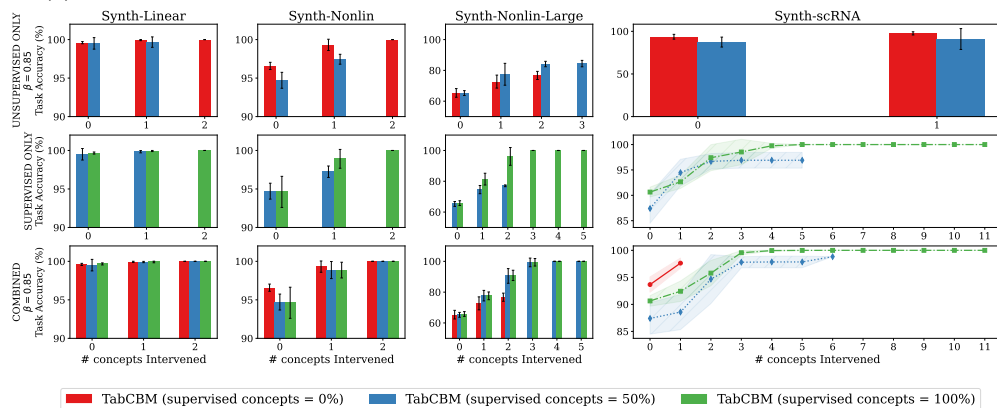 Synth-Linear Synth-Nonlin Synth-Nonlin-Large Synth-scRNA
UNSUPERVISED ONLY
β = 0.85
Task Accuracy (%)
100
95
90
0 1 2
100
95
90
0 1 2
100
80
60
0 1 2 3
100
50
0
0 1
SUPERVISED ONLY
Task Accuracy (%)
100
95
90
0 1 2
100
95
90
0 1 2
100
80
60
0 1 2 3 4 5
100
95
90
85
0 1 2 3 4 5 6 7 8 9 10 11
COMBINED
β = 0.85
Task Accuracy (%)
100
95
90
0 1 2
# concepts Intervened
100
95
90
0 1 2
# concepts Intervened
100
80
60
0 1 2 3 4 5
# concepts Intervened
100
95
90
85
0 1 2 3 4 5 6 7 8 9 10 11
# concepts Intervened
TabCBM (supervised concepts = 0%) TabCBM (supervised concepts = 50%) TabCBM (supervised concepts = 100%)